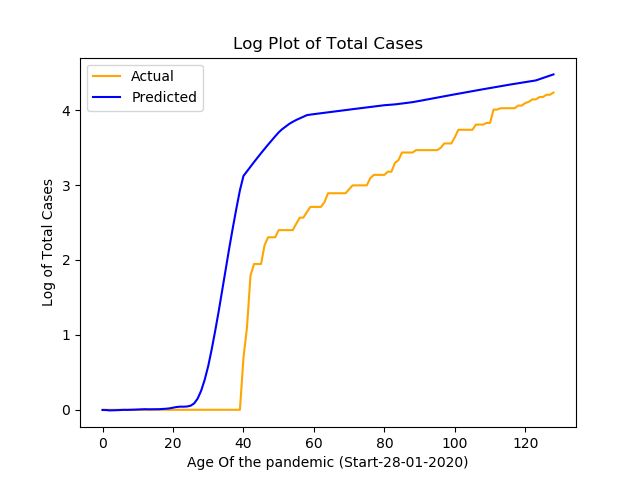 Log Plot of Total Cases
Actual
Predicted
Log of Total Cases
4
3
2
1
0
0 20 40 60 80 100 120
Age Of the pandemic (Start-28-01-2020)